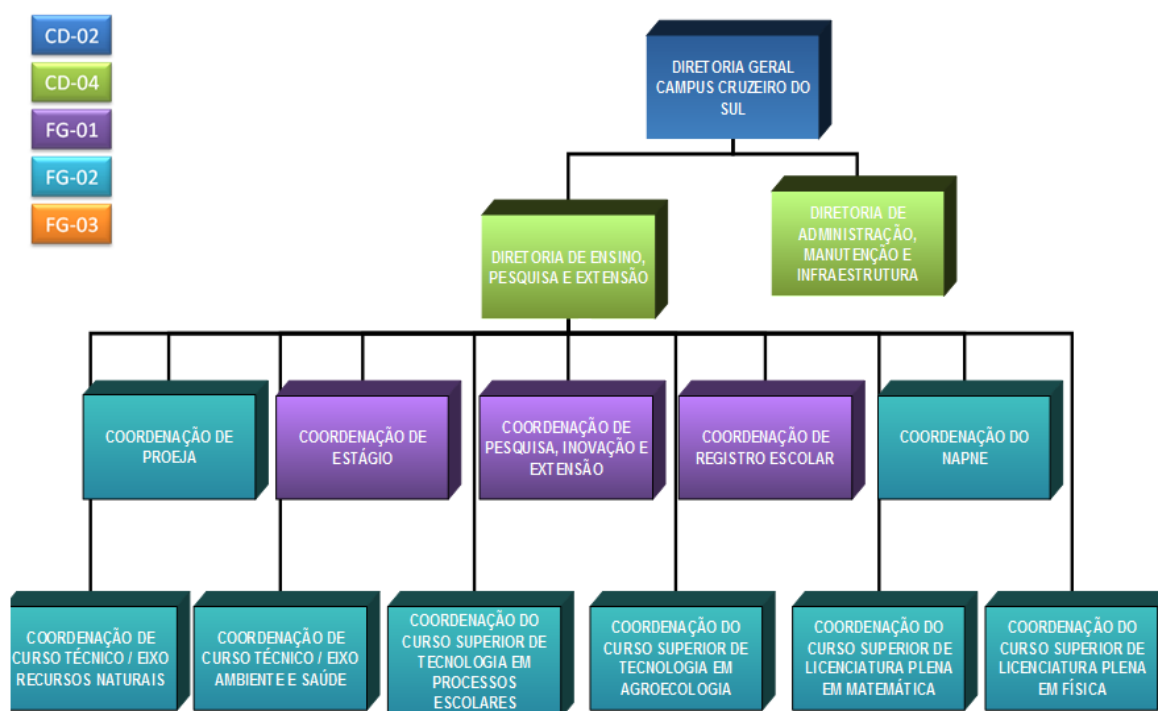 CD-02
CD-04
FG-01
FG-02
FG-03
DIRETORIA GERAL
CAMPUS CRUZEIRO DO
SUL
DIRETORIA DE ENSINO,
PESQUISA E EXTENSÃO
DIRETORIA DE
ADMINISTRAÇÃO,
MANUTENÇÃO E
INFRAESTRUTURA
COORDENAÇÃO DE
PROEJA
COORDENAÇÃO DE
ESTÁGIO
COORDENAÇÃO DE
PESQUISA, INOVAÇÃO E
EXTENSÃO
COORDENAÇÃO DE
REGISTRO ESCOLAR
COORDENAÇÃO DO
NAPNE
COORDENAÇÃO DE
CURSO TÉCNICO / EIXO
RECURSOS NATURAIS
COORDENAÇÃO DE
CURSO TÉCNICO / EIXO
AMBIENTE E SAÚDE
COORDENAÇÃO DO
CURSO SUPERIOR DE
TECNOLOGIA EM
PROCESSOS
ESCOLARES
COORDENAÇÃO DO
CURSO SUPERIOR DE
TECNOLOGIA EM
AGROECOLOGIA
COORDENAÇÃO DO
CURSO SUPERIOR DE
LICENCIATURA PLENA
EM MATEMÁTICA
COORDENAÇÃO DO
CURSO SUPERIOR DE
LICENCIATURA PLENA
EM FÍSICA